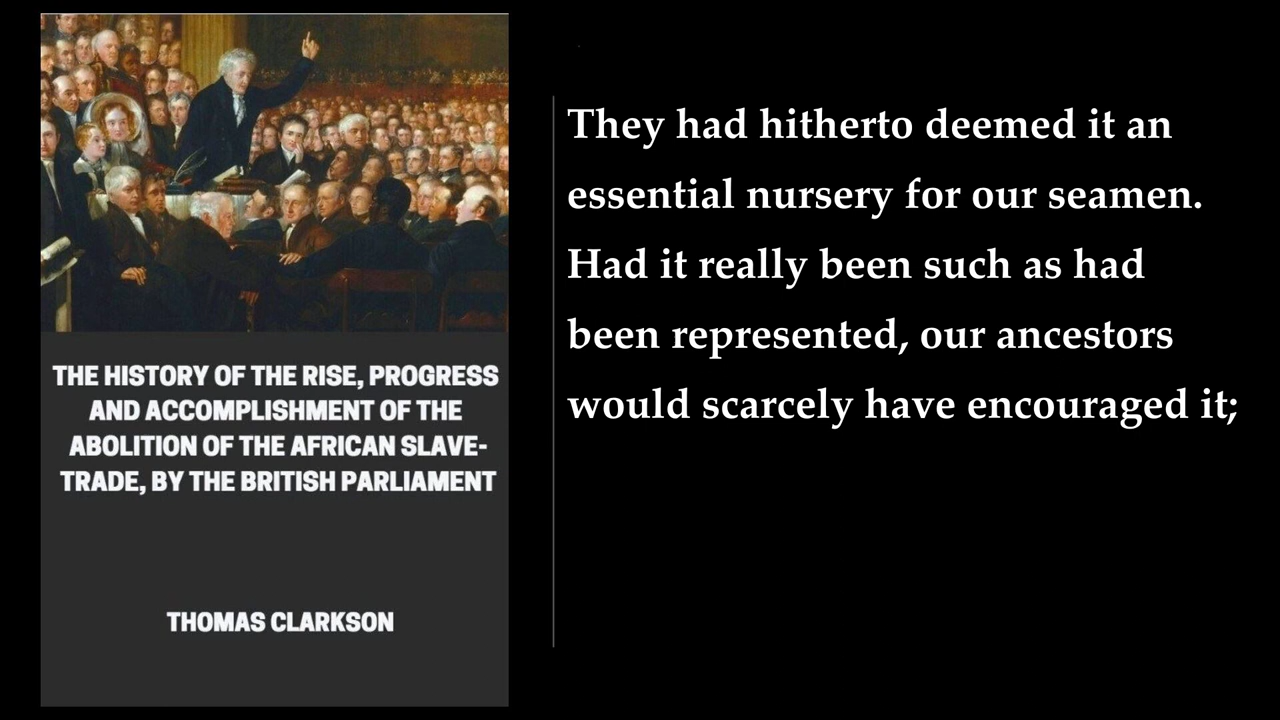 THE HISTORY OF THE RISE, PROGRESS
AND ACCOMPLISHMENT OF THE
ABOLITION OF THE AFRICAN SLAVE-
TRADE, BY THE BRITISH PARLIAMENT
THOMAS CLARKSON
They had hitherto deemed it an
essential nursery for our seamen.
Had it really been such as had
been represented, our ancestors
would scarcely have encouraged it;